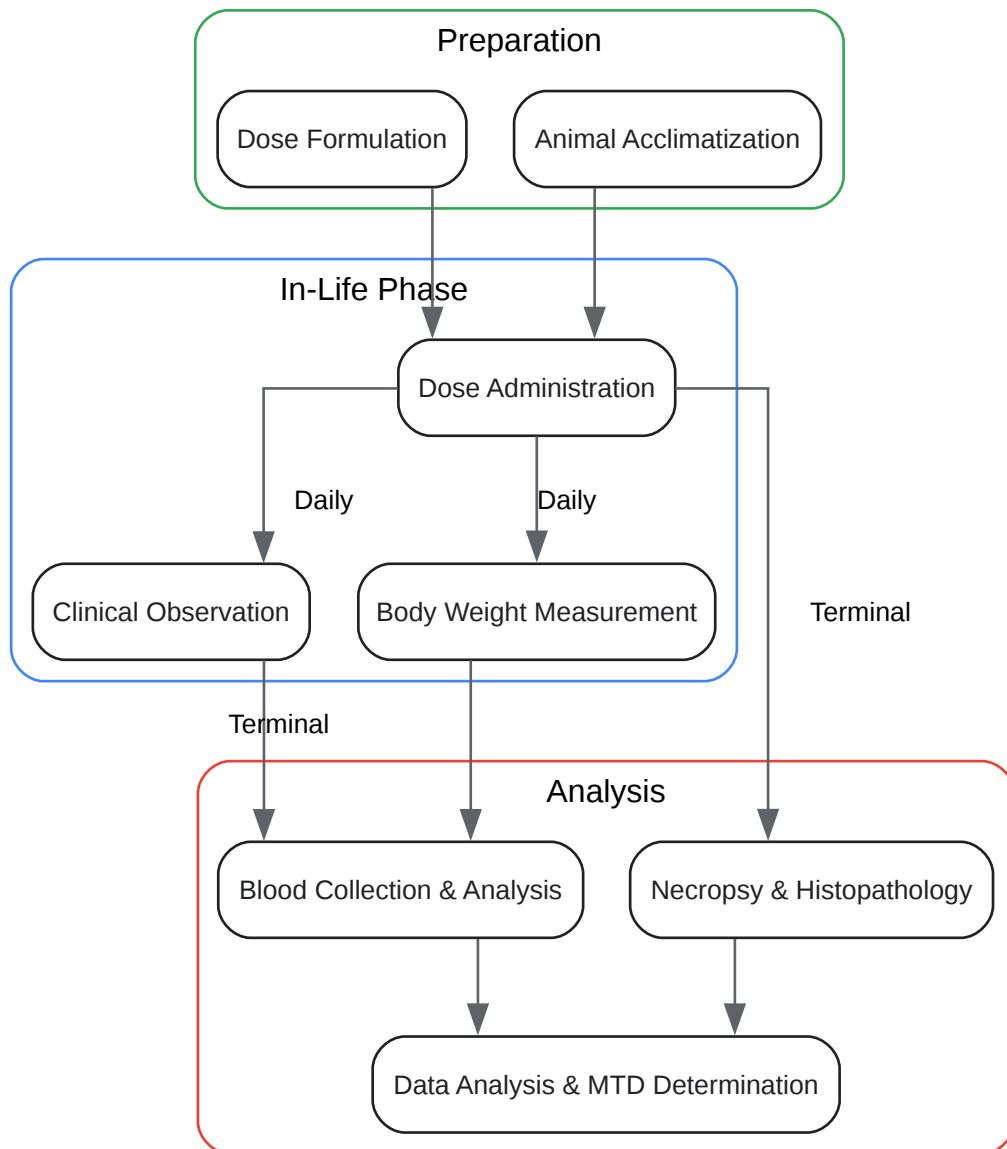 Preparation
Dose Formulation
Animal Acclimatization
In-Life Phase
Dose Administration
Daily
Daily
Clinical Observation
Body Weight Measurement
Terminal
Terminal
Analysis
Blood Collection & Analysis
Necropsy & Histopathology
Data Analysis & MTD Determination